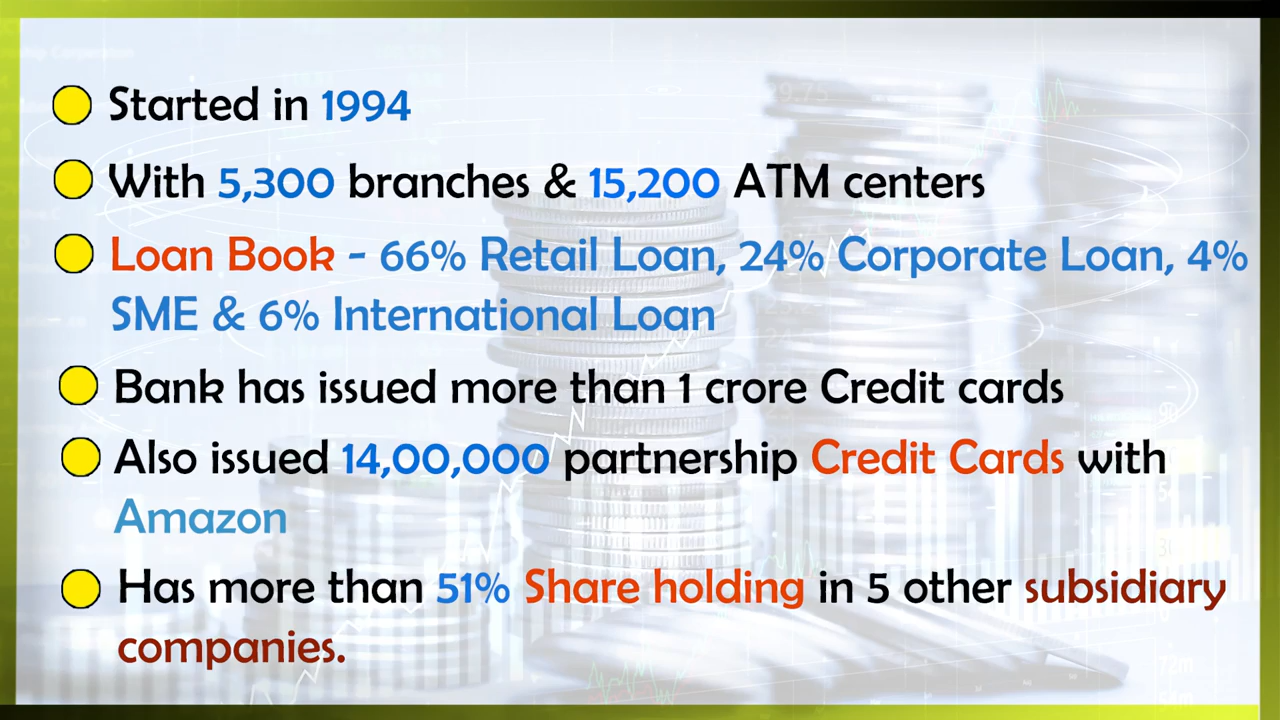 Started in 1994
With 5,300 branches & 15,200 ATM centers
Loan Book - 66% Retail Loan, 24% Corporate Loan, 4%
SME & 6% International Loan
Bank has issued more than 1 crore Credit cards
Also issued 14,00,000 partnership Credit Cards with
Amazon
Has more than 51% Share holding in 5 other subsidiary
companies.